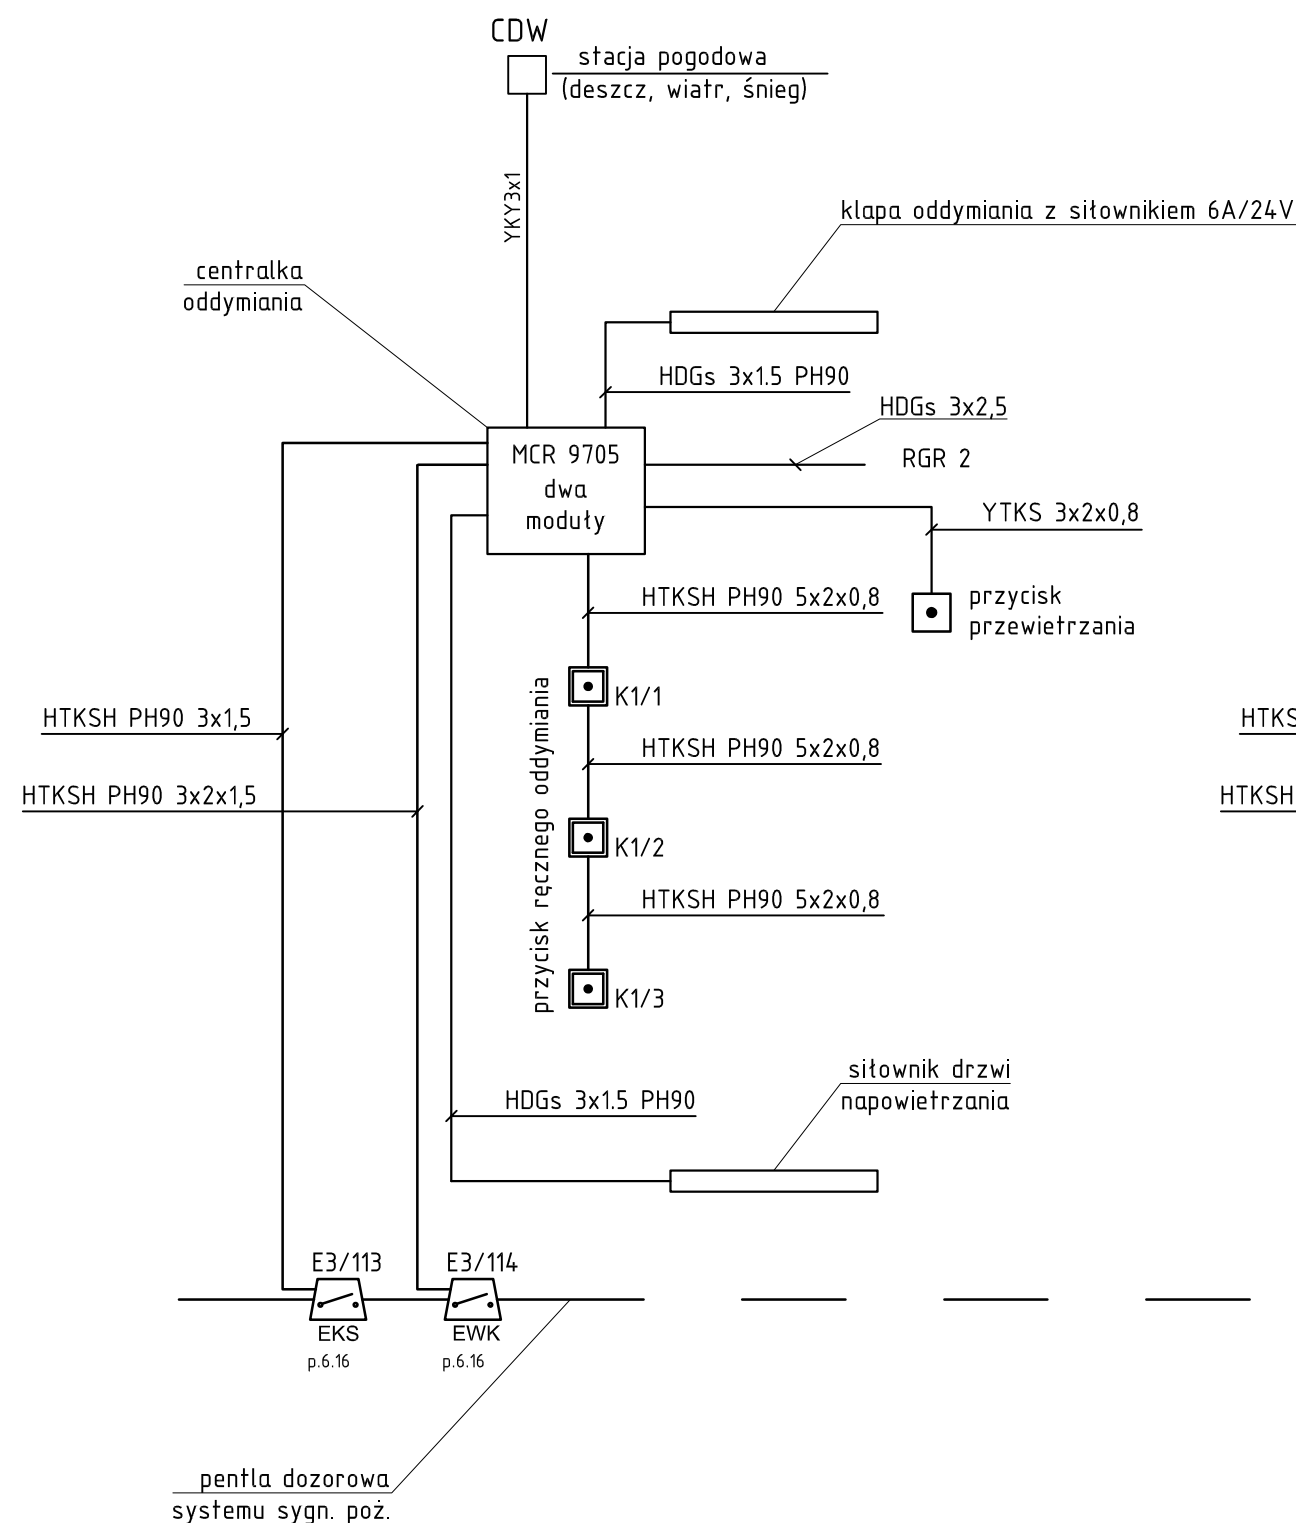 CDW
stacja pogodowa
(deszcz, wiatr, śnieg)
YKY3x1
klapa oddymiania z siłownikiem 6A/24V
centralka
oddymiania
HDGs 3x1.5 PH90
HDGs 3x2,5
MCR 9705
dwa
moduły
RGR 2
YTKS 3x2x0,8
HTKSH PH90 5x2x0,8
przycisk
przewietrzania
przycisk ręcznego oddymiania
K1/1
HTKSH PH90 3x1,5
HTKS
HTKSH PH90 5x2x0,8
HTKSH PH90 3x2x1,5
HTKSH
K1/2
HTKSH PH90 5x2x0,8
K1/3
siłownik drzwi
napowietrzania
HDGs 3x1.5 PH90
E3/113
E3/114
EKS
EWK
p.6.16
p.6.16
pentla dozorowa
systemu sygn. poż.